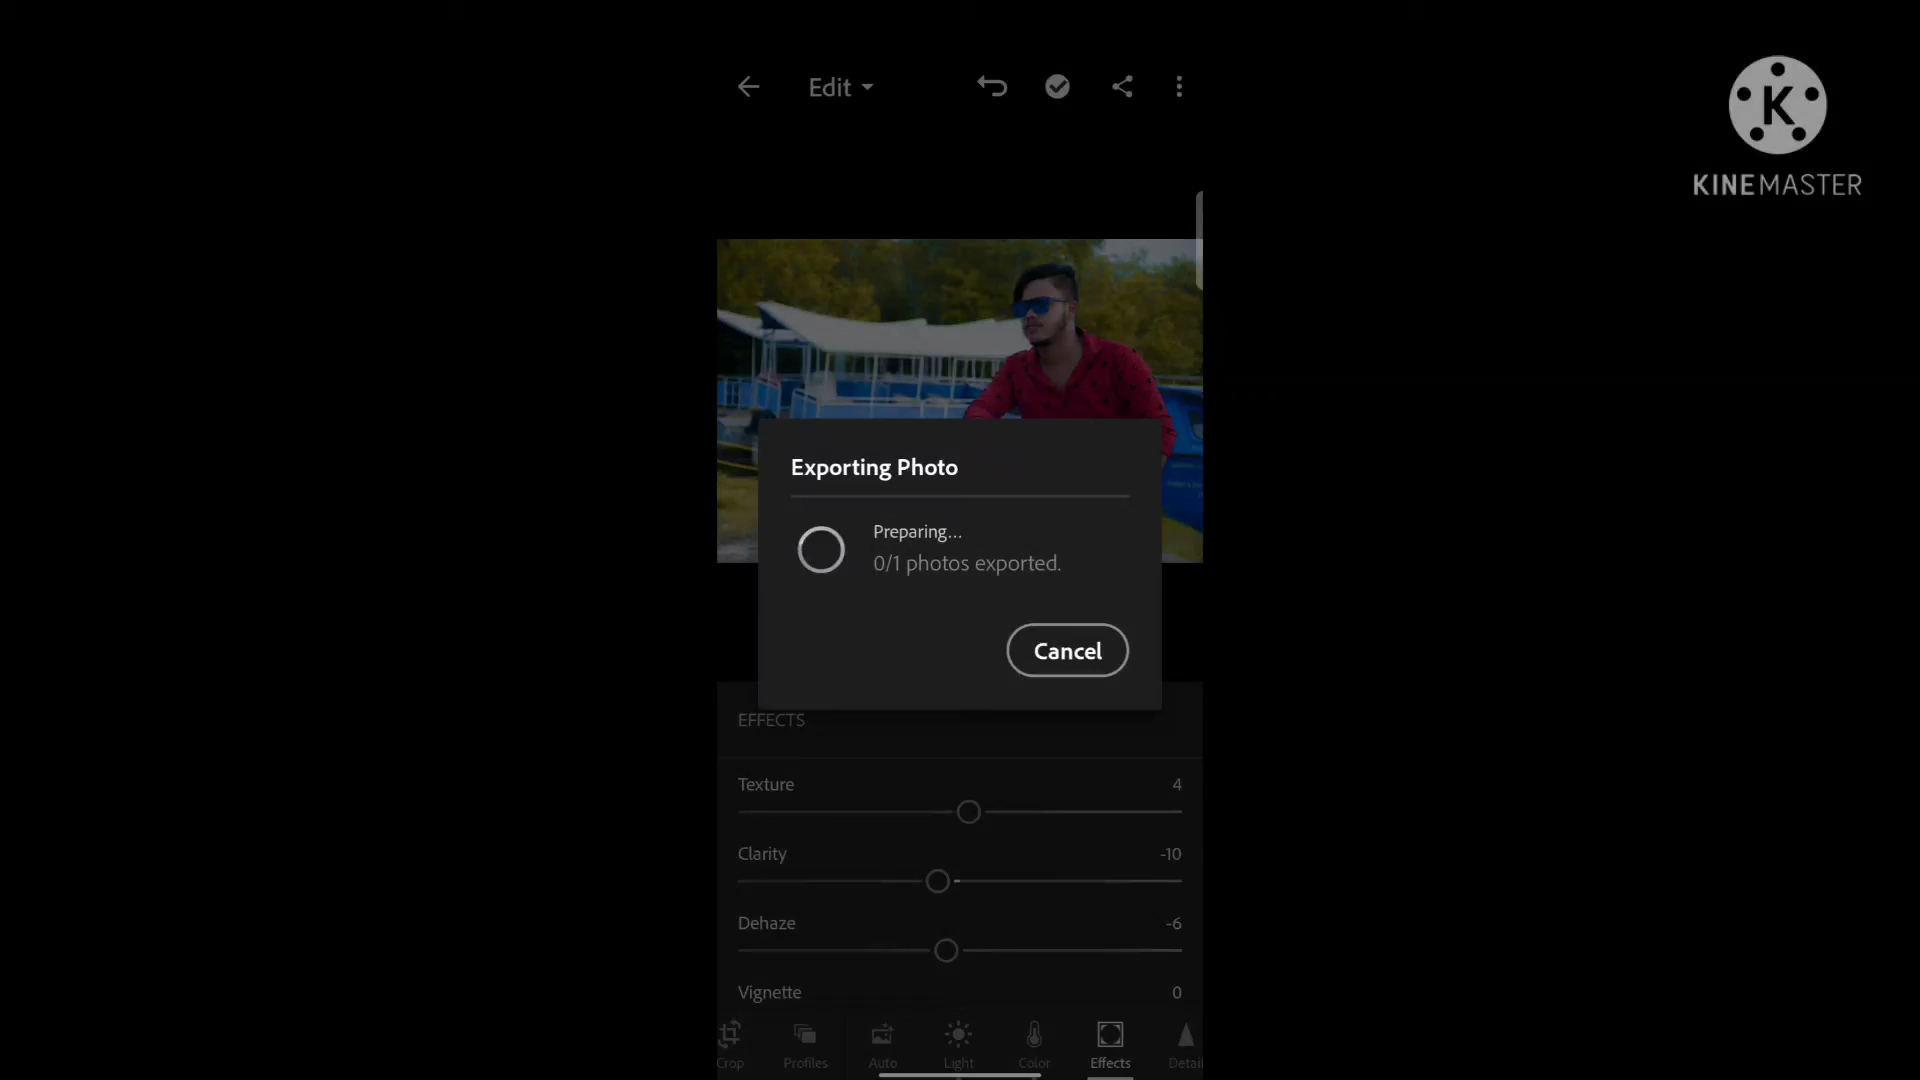 Edit
K
KINEMASTER
Exporting Photo
Preparing...
0/1 photos exported.
Cancel
EFFECTS
Texture 4
Clarity -10
Dehaze -6
Vignette 0
Crop Profiles Auto Light Color Effects Detai